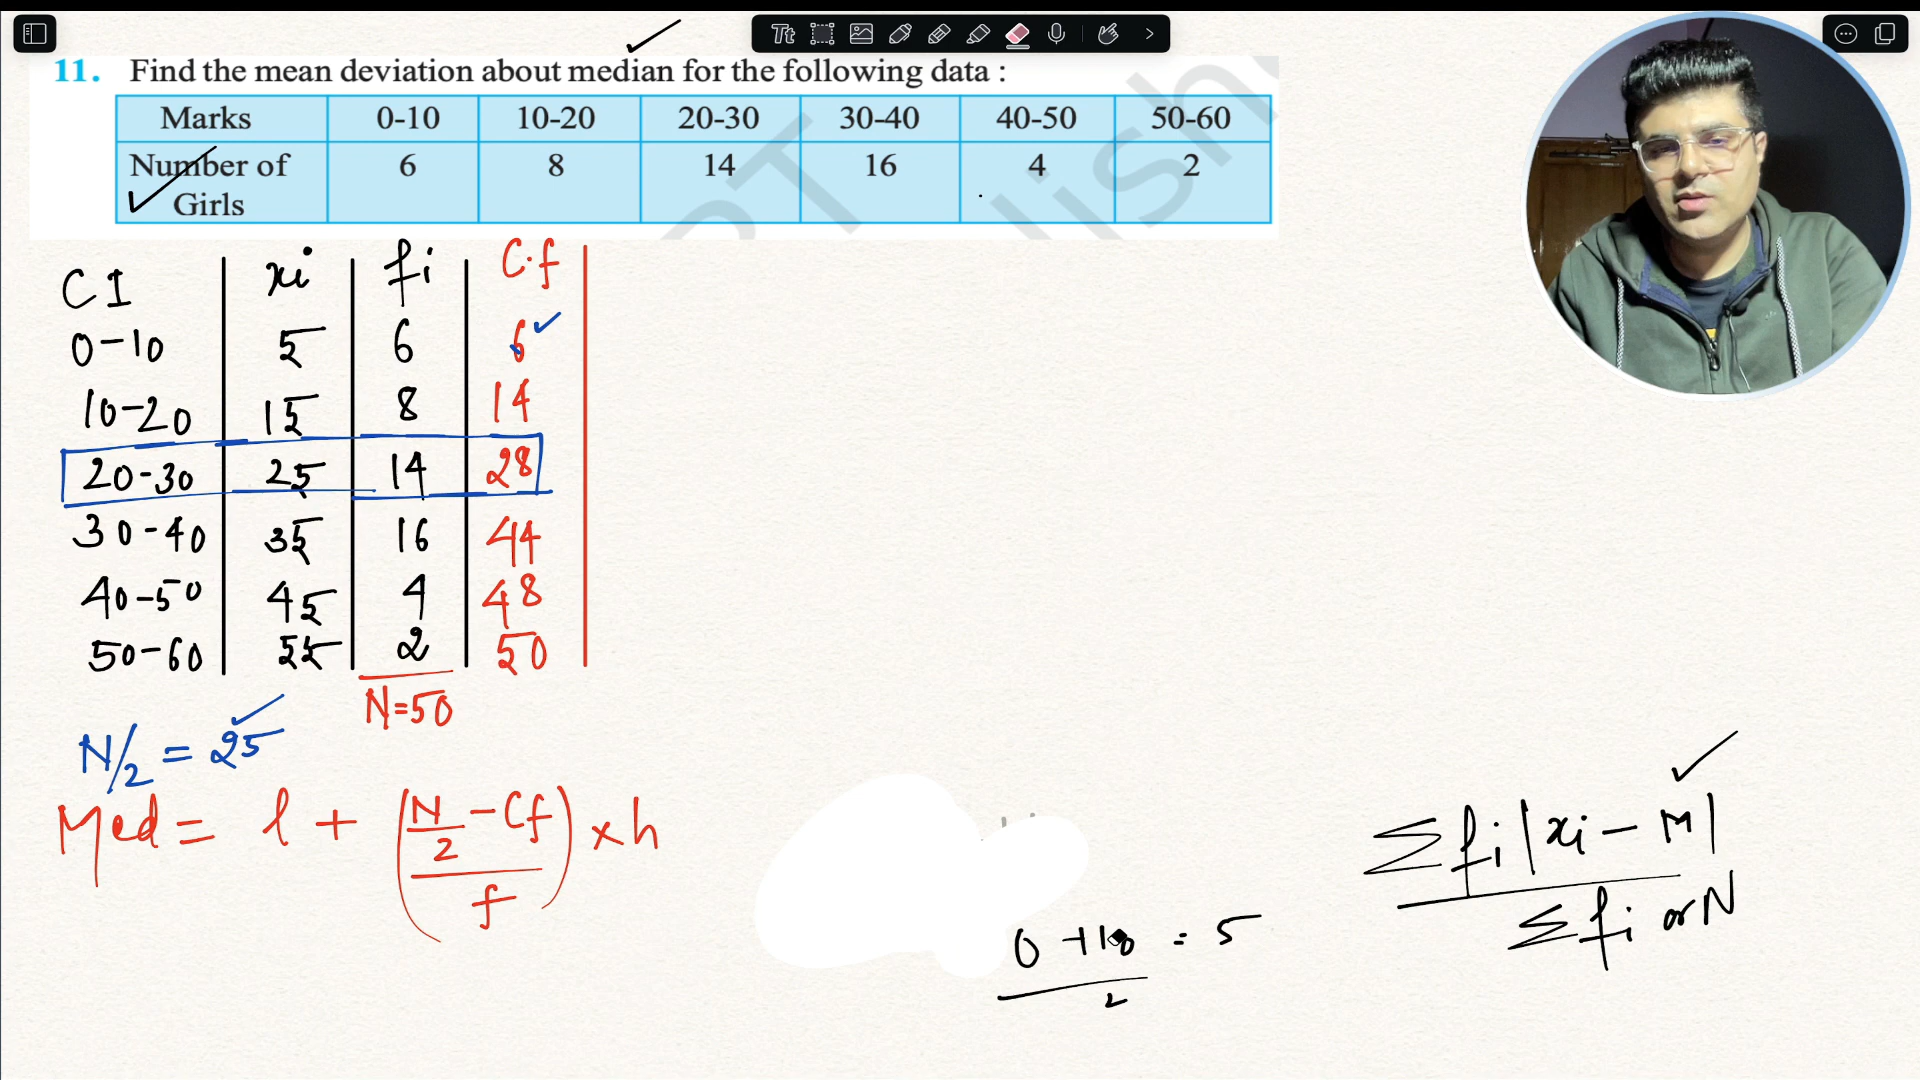 Tt
11. Find the mean deviation about median for the following data :
Marks 0-10 10-20 20-30 30-40 40-50 50-60
Number of Girls 6 8 14 16 4 2
CI xi fi C.f
0-10 5 6 6
10-20 15 8 14
20-30 25 14 28
30-40 35 16 44
40-50 45 4 48
50-60 55 2 50
N=50
N/2 = 25
Med = l + (N/2 - Cf / f) × h
0 + 10 / 2 = 5
Σfi|xi - M| / Σfi or N